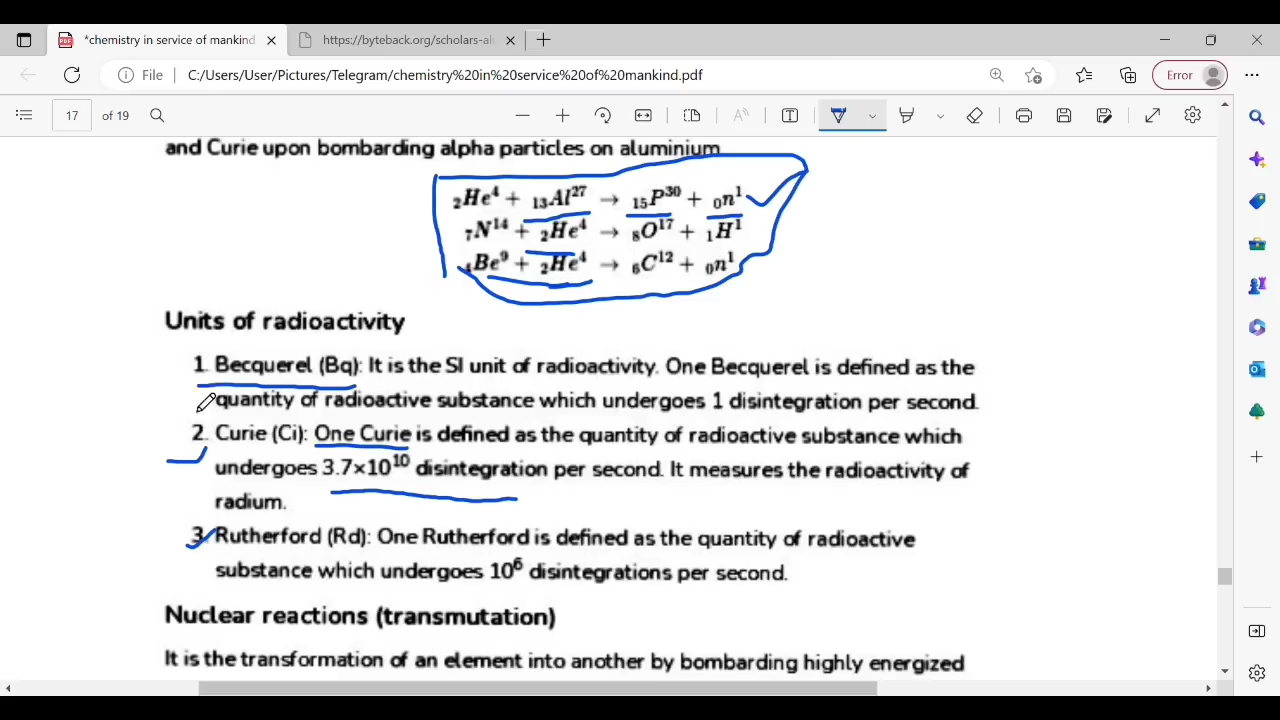 *chemistry in service of mankind
https://byteback.org/scholars-al
File
C:/Users/User/Pictures/Telegram/chemistry%20in%20service%20of%20mankind.pdf
Error
17 of 19
and Curie upon bombarding alpha particles on aluminium
₂He⁴ + ₁₃Al²⁷ → ₁₅P³⁰ + ₀n¹
₇N¹⁴ + ₂He⁴ → ₈O¹⁷ + ₁H¹
₄Be⁹ + ₂He⁴ → ₆C¹² + ₀n¹
Units of radioactivity
1. Becquerel (Bq): It is the SI unit of radioactivity. One Becquerel is defined as the
quantity of radioactive substance which undergoes 1 disintegration per second.
2. Curie (Ci): One Curie is defined as the quantity of radioactive substance which
undergoes 3.7×10¹⁰ disintegration per second. It measures the radioactivity of
radium.
3. Rutherford (Rd): One Rutherford is defined as the quantity of radioactive
substance which undergoes 10⁶ disintegrations per second.
Nuclear reactions (transmutation)
It is the transformation of an element into another by bombarding highly energized